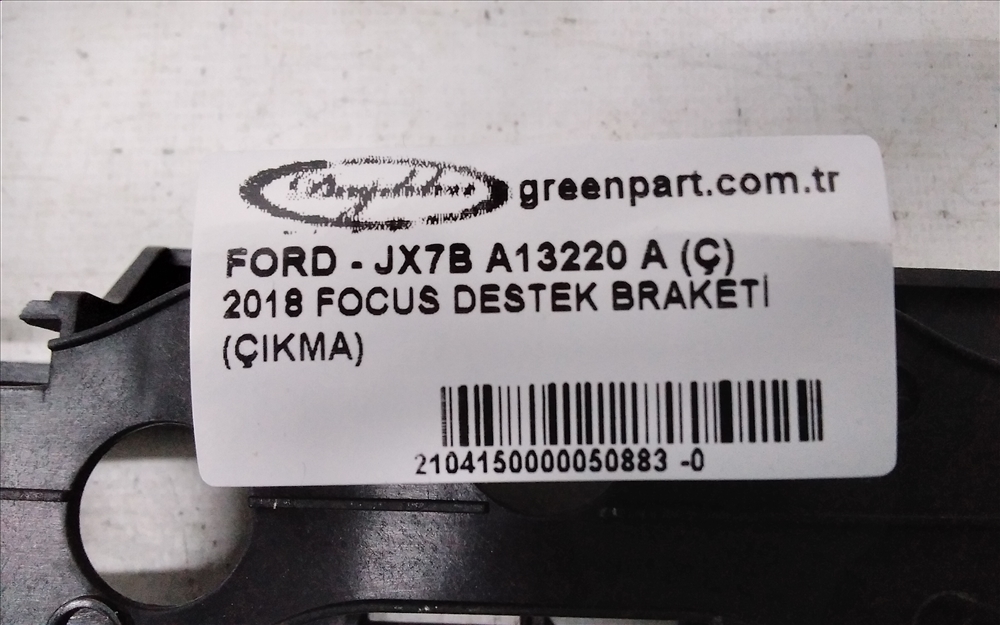 greenpart.com.tr
FORD - JX7B A13220 A (Ç)
2018 FOCUS DESTEK BRAKETİ
(ÇIKMA)
2104150000050883 -0